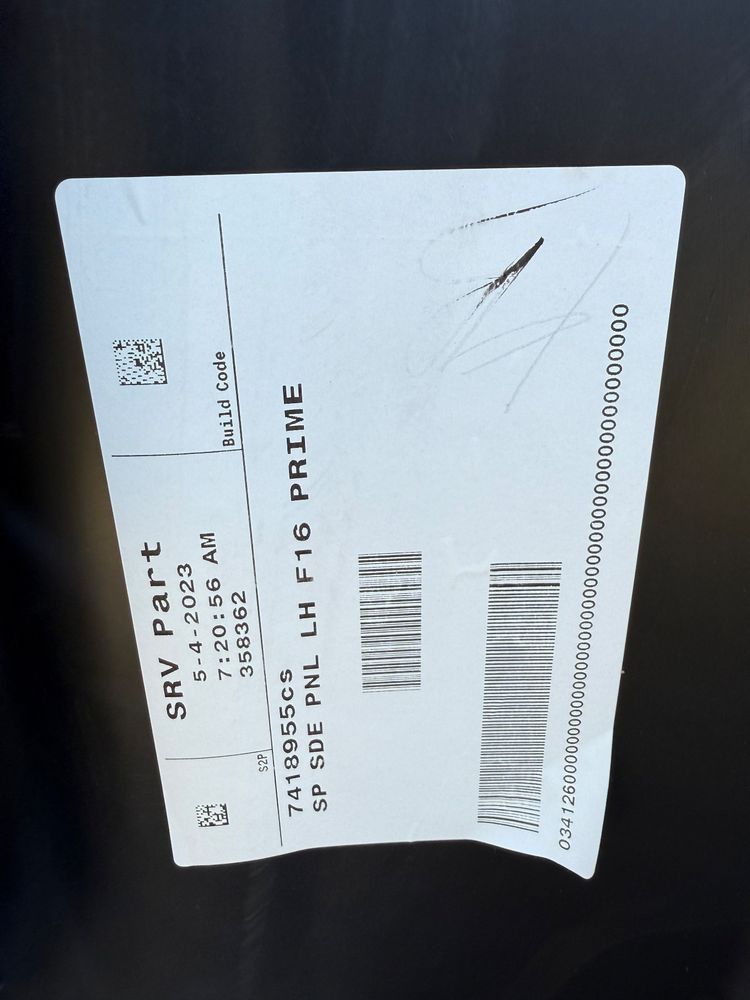 SRV Part
5-4-2023
7:20:56 AM
358362
Build Code
S2P
7418955cs
SP SDE PNL LH F16 PRIME